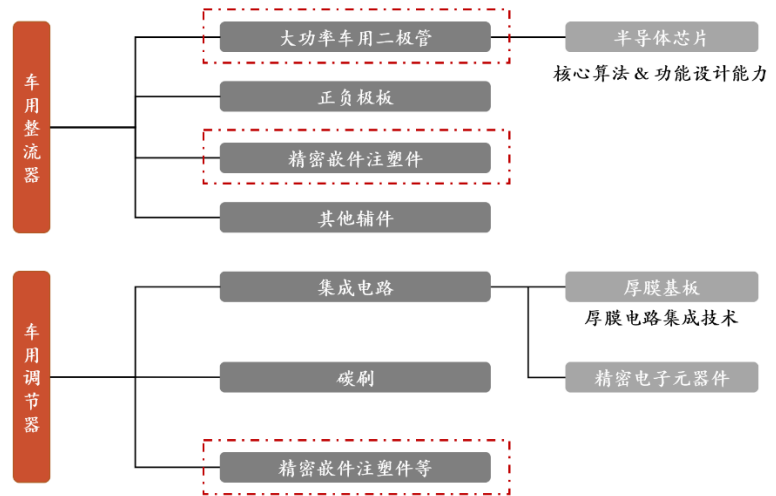 车用整流器
大功率车用二极管
半导体芯片
核心算法 & 功能设计能力
正负极板
精密嵌件注塑件
其他辅件
车用调节器
集成电路
厚膜基板
厚膜电路集成技术
碳刷
精密电子元器件
精密嵌件注塑件等